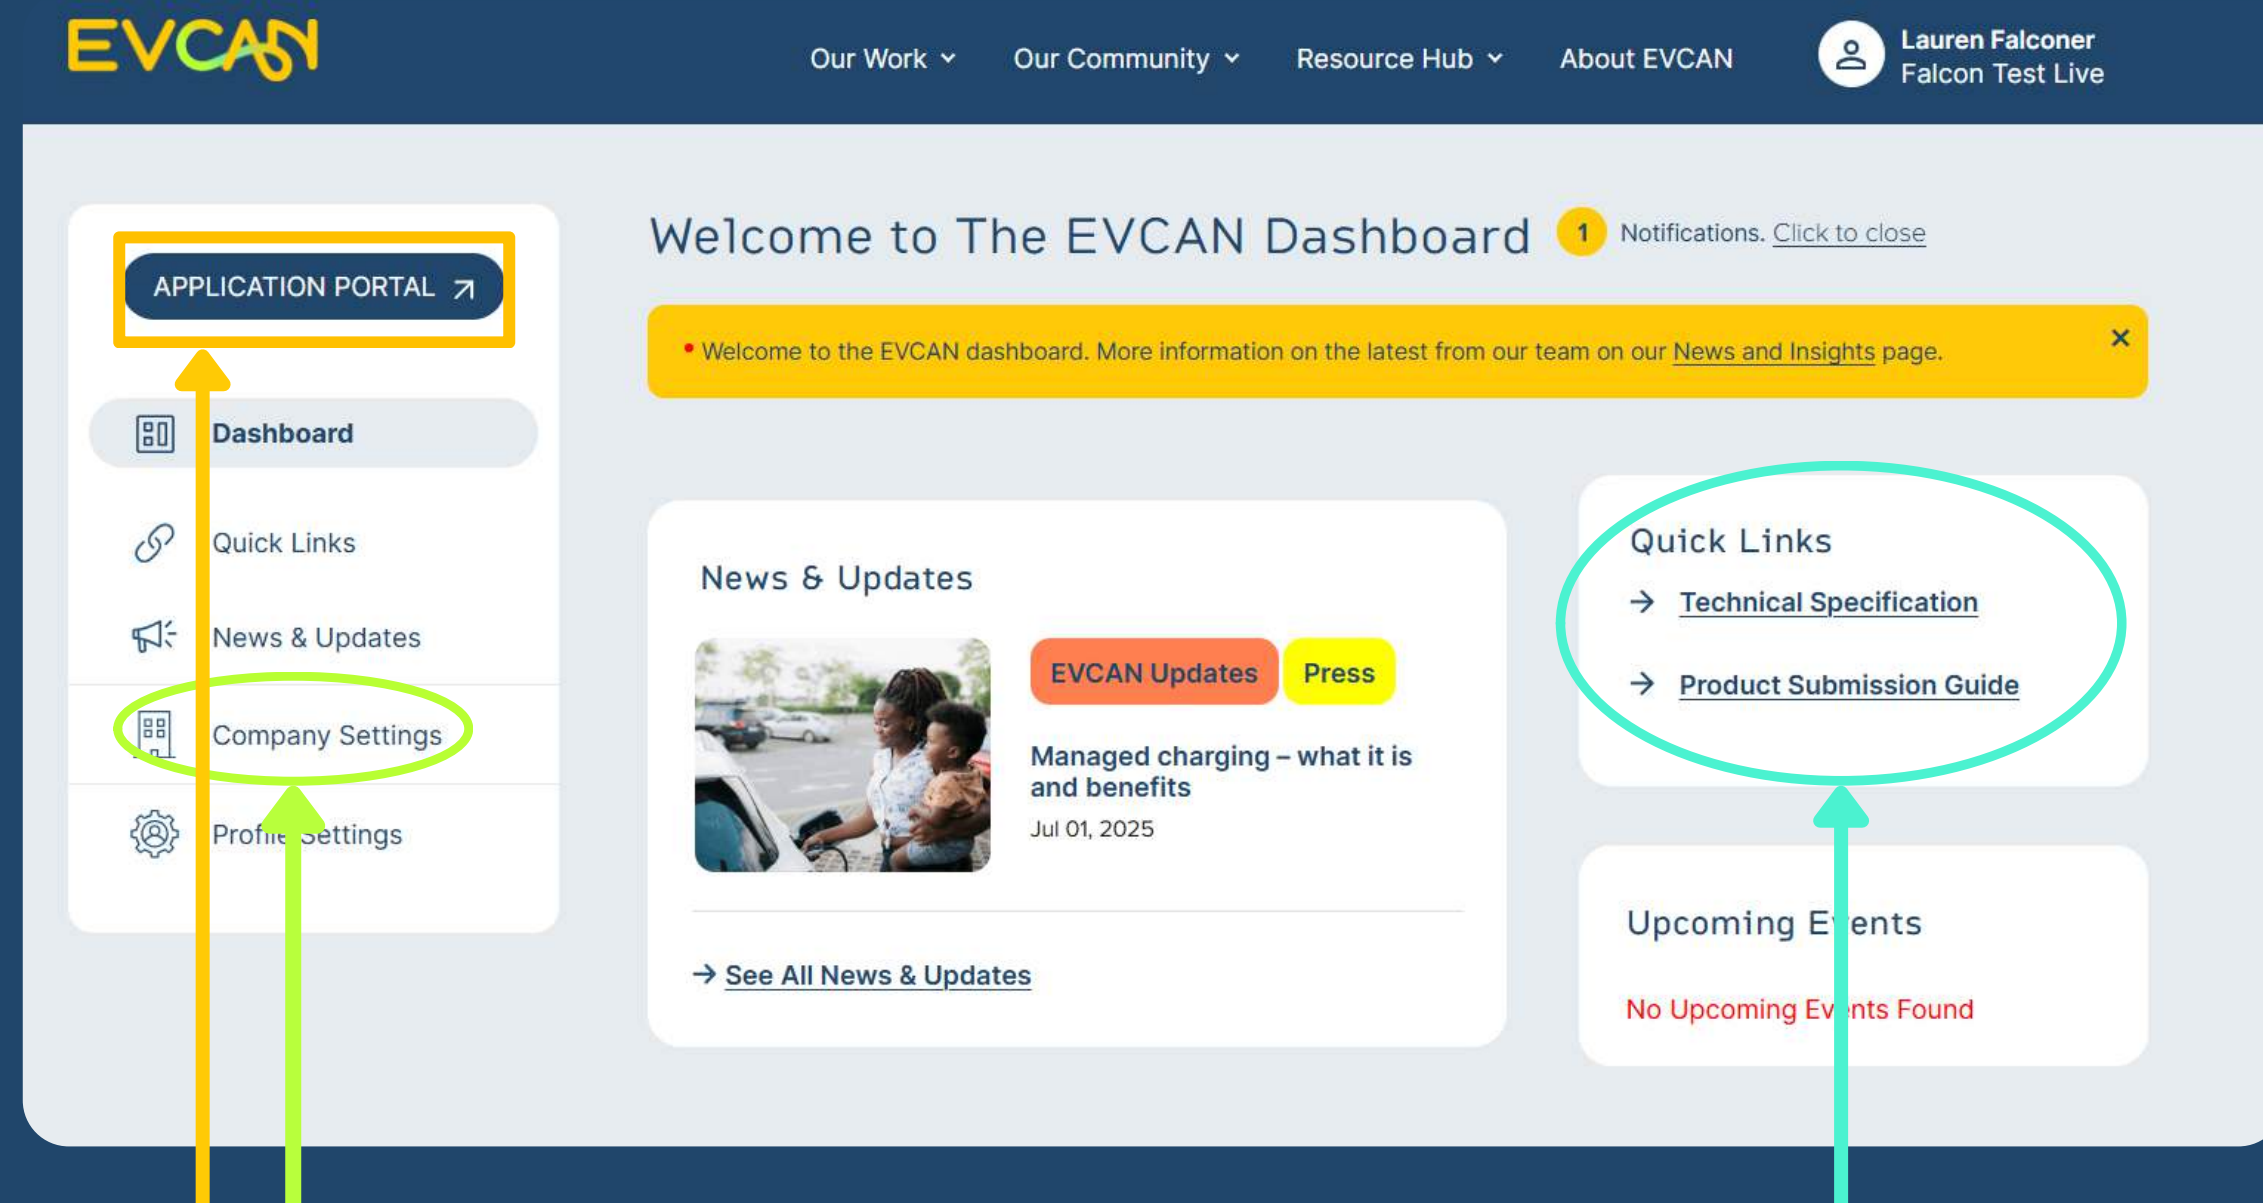 EVCAN
Our Work
Our Community
Resource Hub
About EVCAN
Lauren Falconer
Falcon Test Live
APPLICATION PORTAL
Dashboard
Quick Links
News & Updates
Company Settings
Profile Settings
Welcome to The EVCAN Dashboard
1
Notifications. Click to close
• Welcome to the EVCAN dashboard. More information on the latest from our team on our News and Insights page.
News & Updates
EVCAN Updates
Press
Managed charging – what it is
and benefits
Jul 01, 2025
See All News & Updates
Quick Links
Technical Specification
Product Submission Guide
Upcoming Events
No Upcoming Events Found